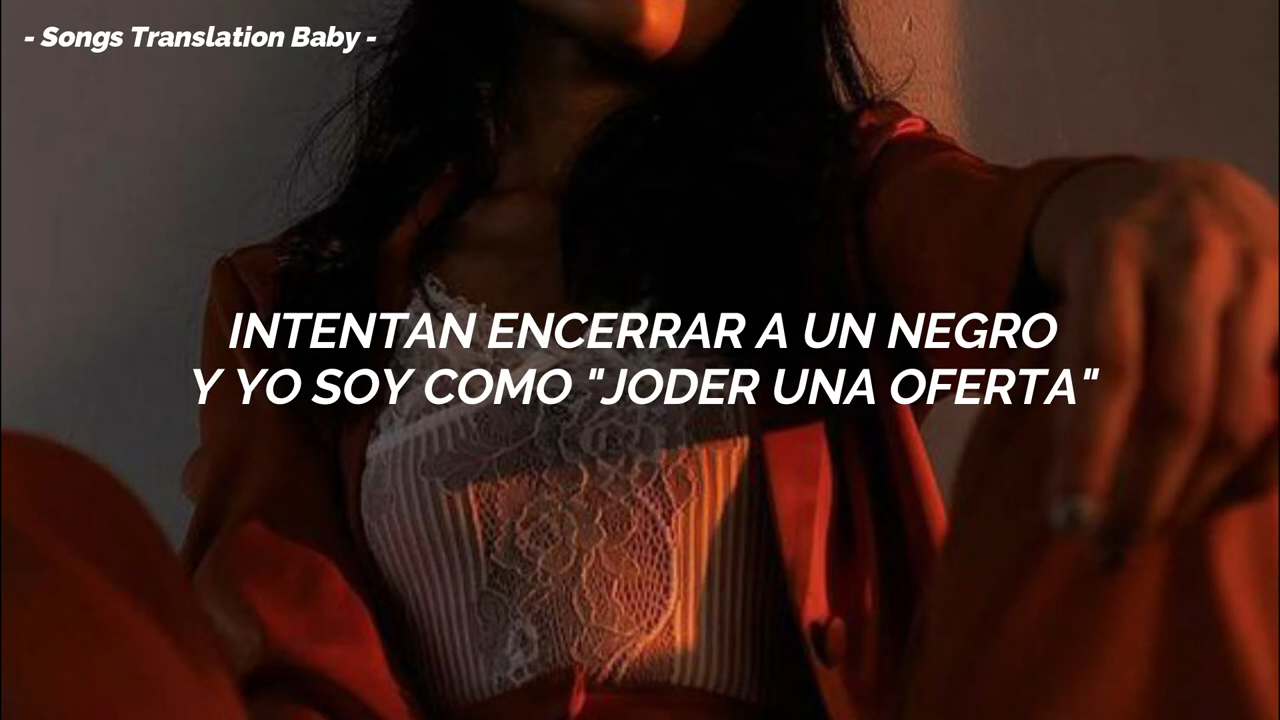 - Songs Translation Baby -
INTENTAN ENCERRAR A UN NEGRO
Y YO SOY COMO "JODER UNA OFERTA"